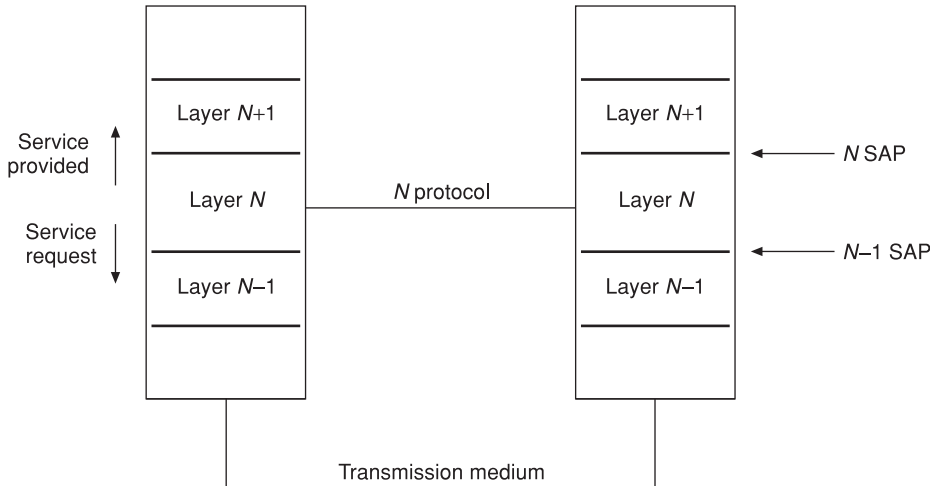 Layer N+1
Layer N+1
Service
provided
N SAP
N protocol
Layer N
Layer N
Service
request
N–1 SAP
Layer N–1
Layer N–1
Transmission medium